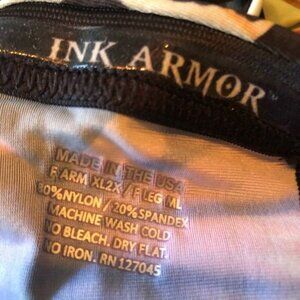 INK ARMOR
MADE IN THE USA
F ARM XL2X / F LEG ML
80%NYLON / 20%SPANDEX
MACHINE WASH COLD
NO BLEACH. DRY FLAT.
NO IRON. RN 127045